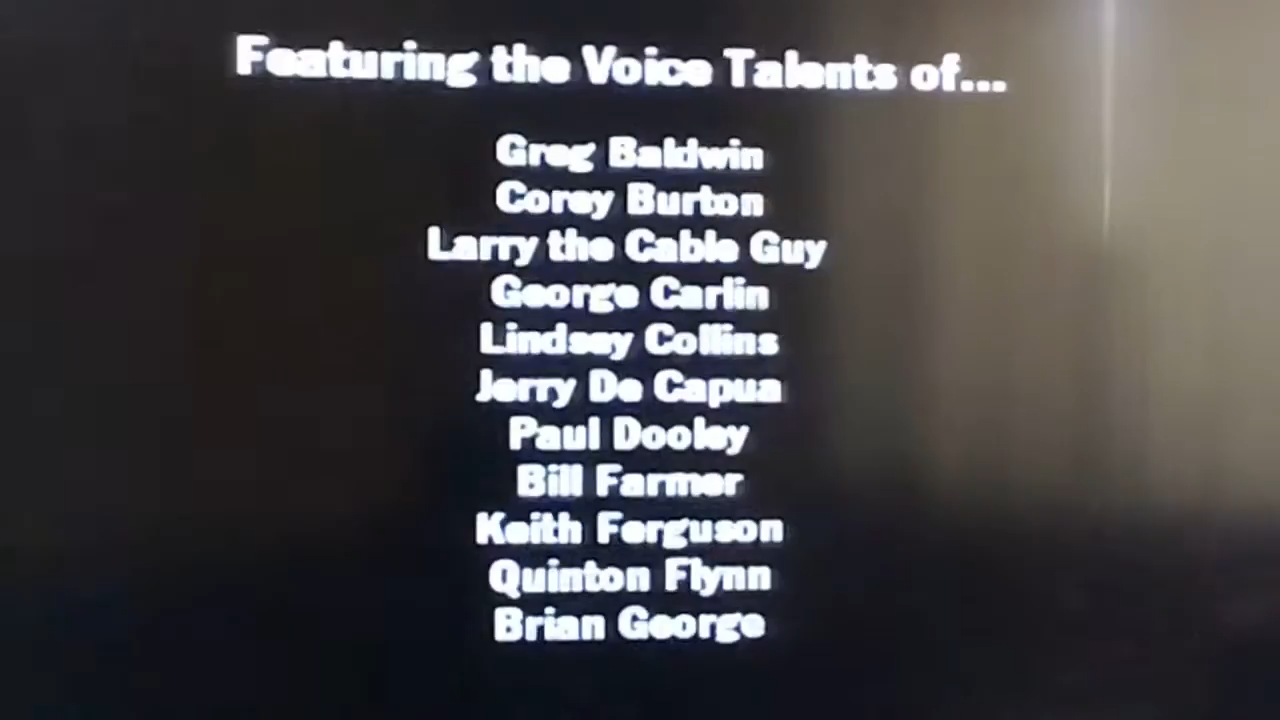 Featuring the Voice Talents of...
Greg Baldwin
Corey Burton
Larry the Cable Guy
George Carlin
Lindsey Collins
Jerry De Capua
Paul Dooley
Bill Farmer
Keith Ferguson
Quinton Flynn
Brian George